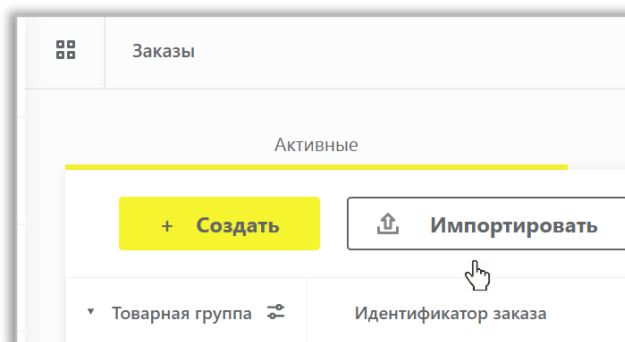 Заказы
Активные
+ Создать
Импортировать
Товарная группа
Идентификатор заказа